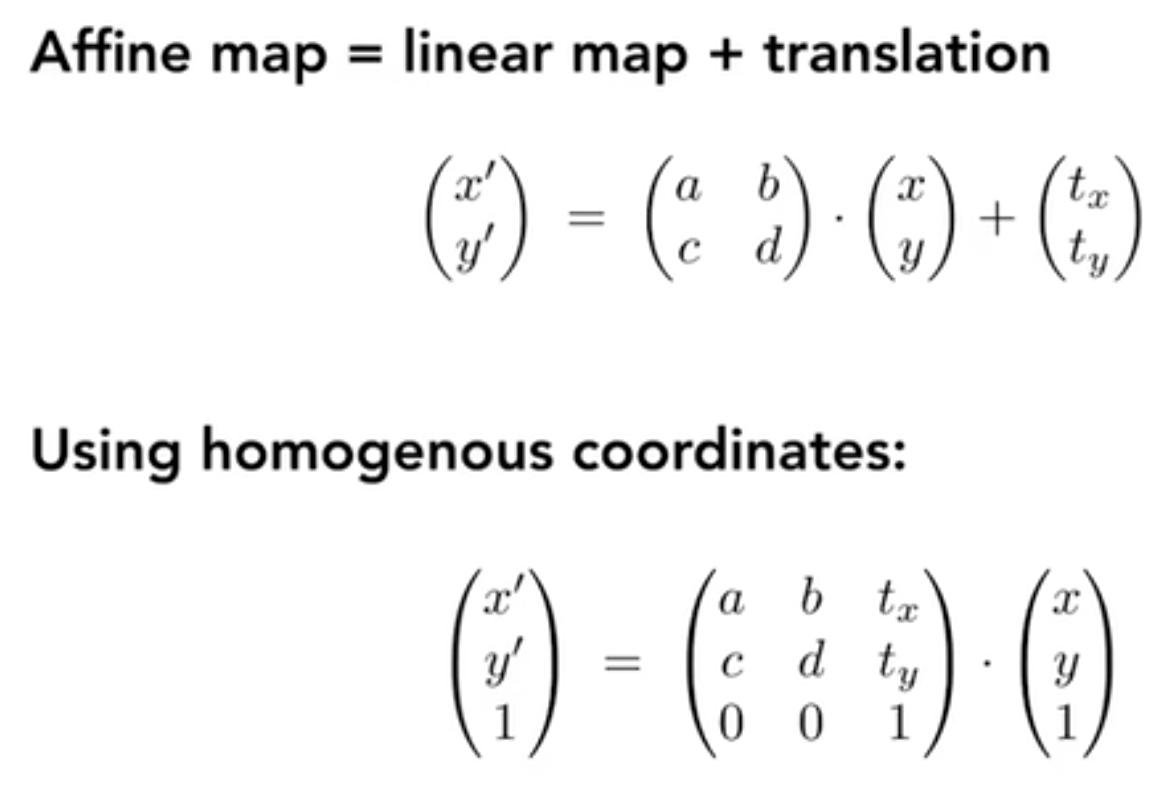 Affine map = linear map + translation
$$\begin{pmatrix} x' \\ y' \end{pmatrix} = \begin{pmatrix} a & b \\ c & d \end{pmatrix} \cdot \begin{pmatrix} x \\ y \end{pmatrix} + \begin{pmatrix} t_x \\ t_y \end{pmatrix}$$
Using homogenous coordinates:
$$\begin{pmatrix} x' \\ y' \\ 1 \end{pmatrix} = \begin{pmatrix} a & b & t_x \\ c & d & t_y \\ 0 & 0 & 1 \end{pmatrix} \cdot \begin{pmatrix} x \\ y \\ 1 \end{pmatrix}$$